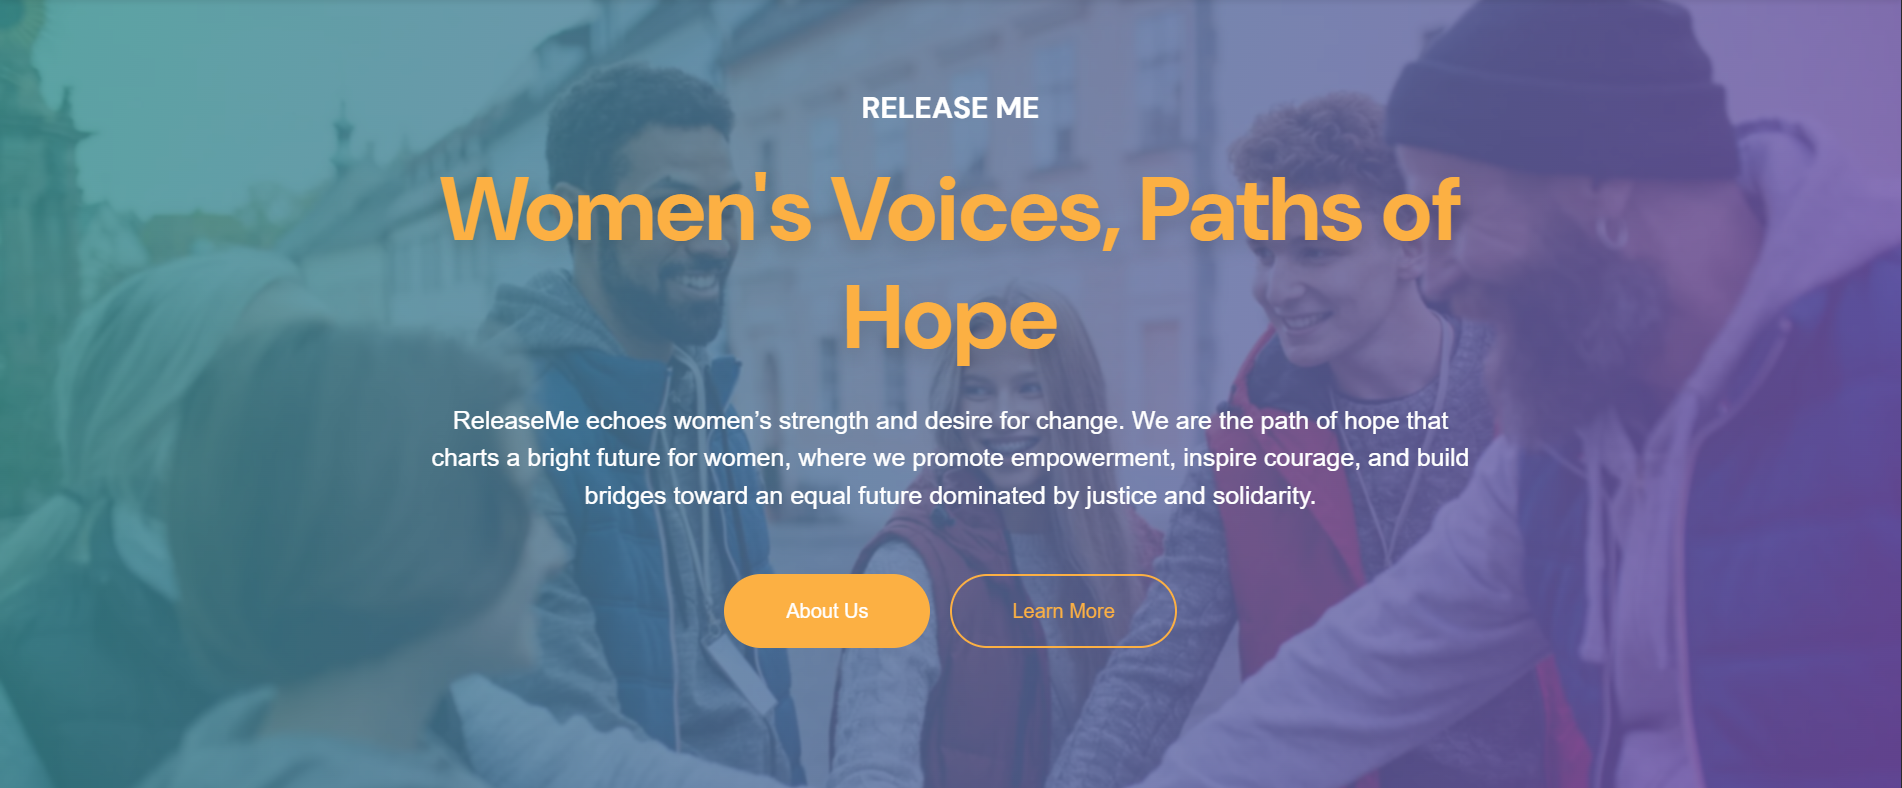 RELEASE ME
Women's Voices, Paths of
Hope
ReleaseMe echoes women’s strength and desire for change. We are the path of hope that
charts a bright future for women, where we promote empowerment, inspire courage, and build
bridges toward an equal future dominated by justice and solidarity.
About Us
Learn More